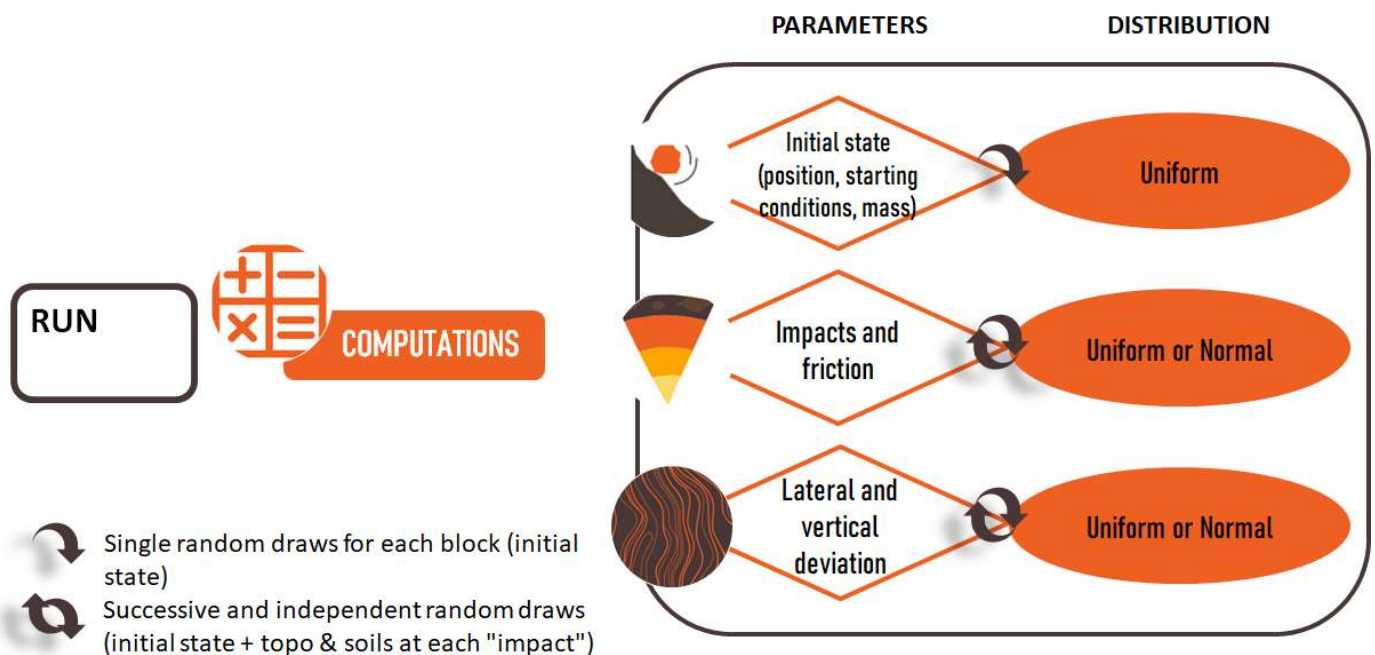 PARAMETERS
DISTRIBUTION
Initial state
(position, starting
conditions, mass)
Uniform
RUN
COMPUTATIONS
Impacts and
friction
Uniform or Normal
Lateral and
vertical
deviation
Uniform or Normal
Single random draws for each block (initial
state)
Successive and independent random draws
(initial state + topo & soils at each "impact")